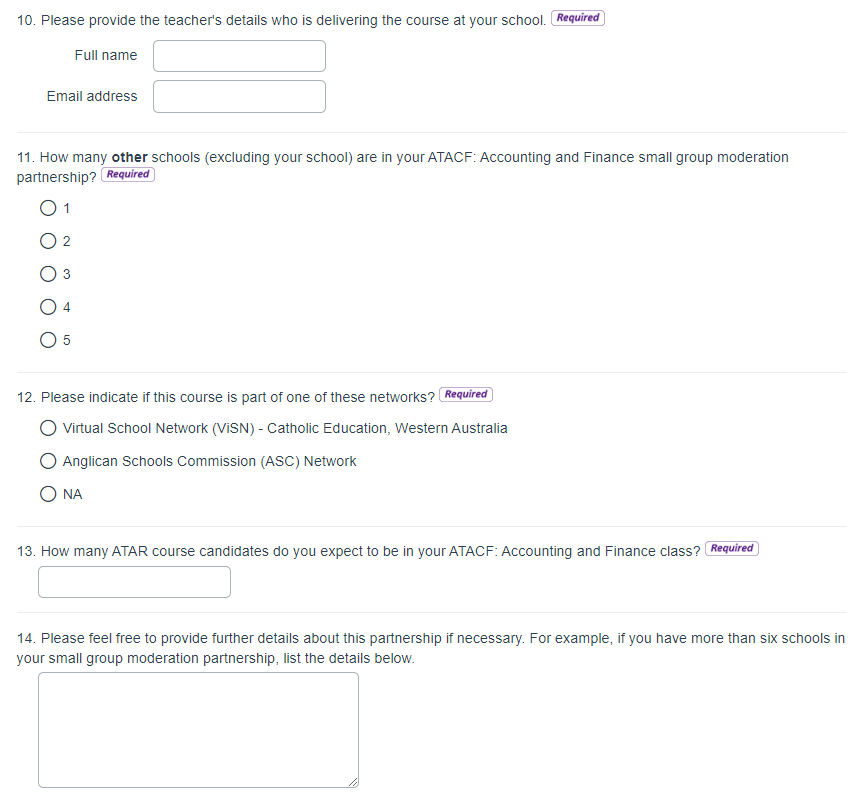 10. Please provide the teacher's details who is delivering the course at your school. Required
Full name
Email address
11. How many other schools (excluding your school) are in your ATACF: Accounting and Finance small group moderation
partnership? Required
1
2
3
4
5
12. Please indicate if this course is part of one of these networks? Required
Virtual School Network (ViSN) - Catholic Education, Western Australia
Anglican Schools Commission (ASC) Network
NA
13. How many ATAR course candidates do you expect to be in your ATACF: Accounting and Finance class? Required
14. Please feel free to provide further details about this partnership if necessary. For example, if you have more than six schools in
your small group moderation partnership, list the details below.